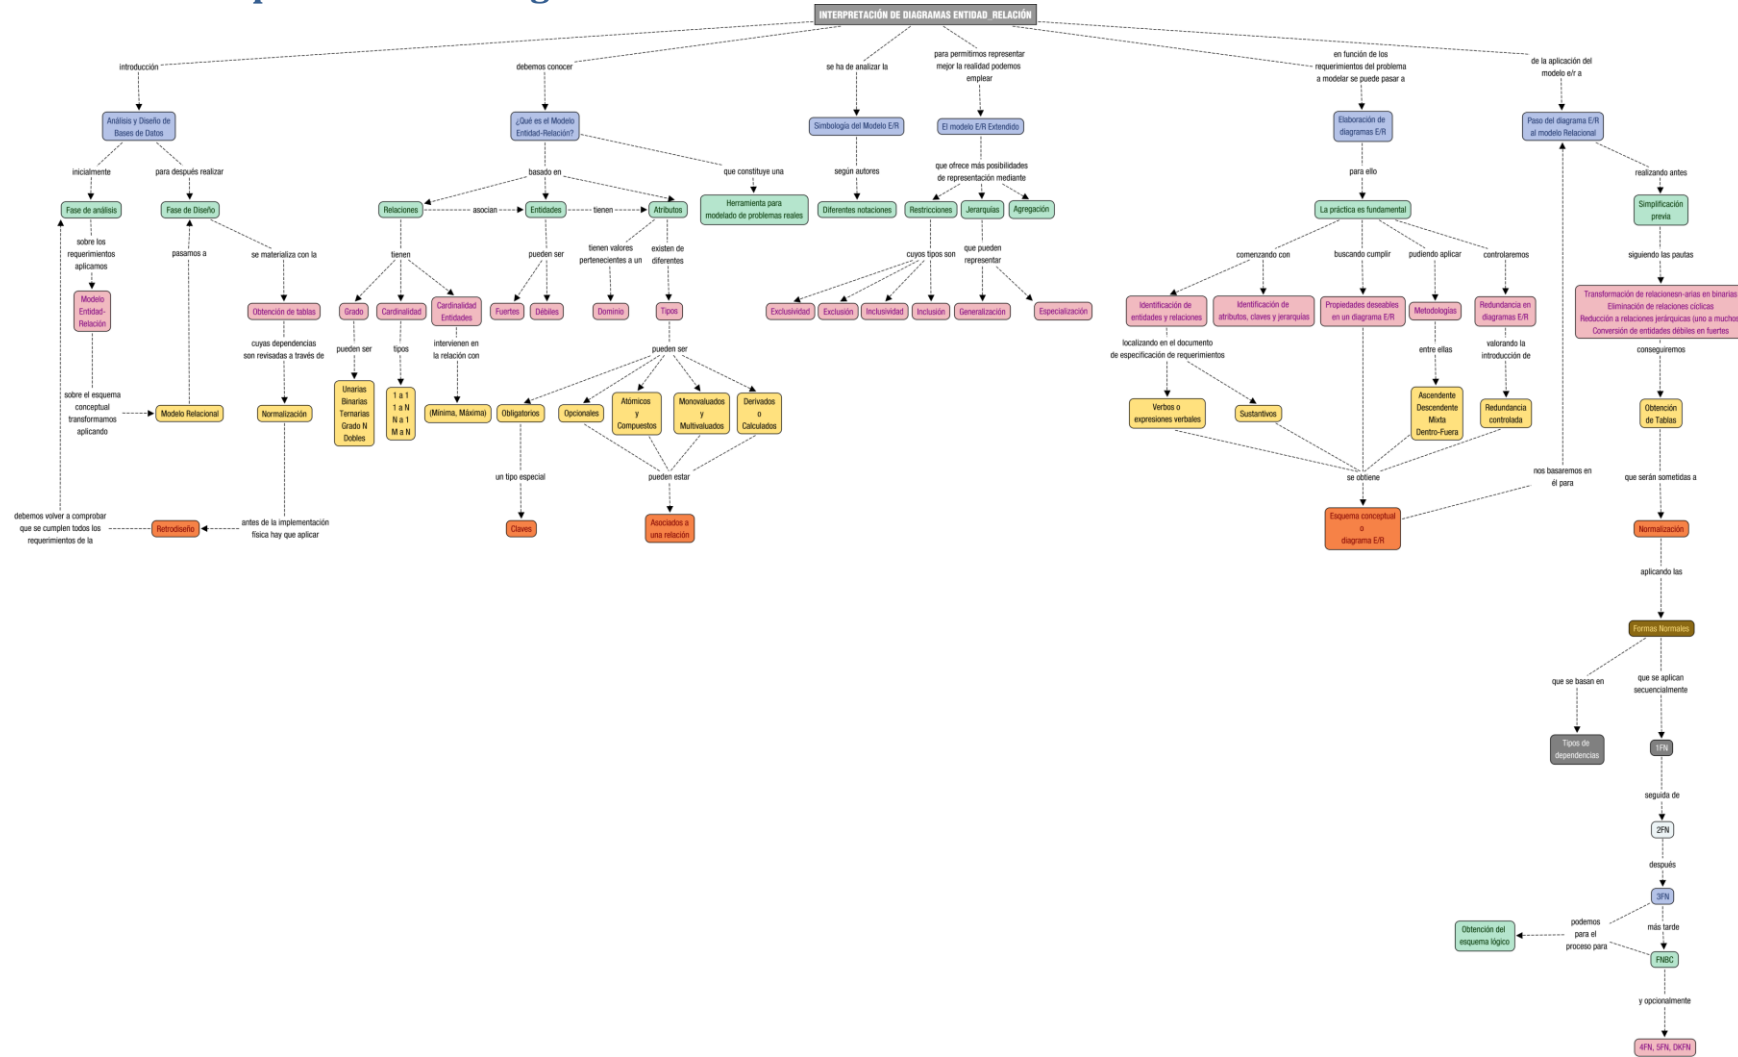 INTERPRETACIÓN DE DIAGRAMAS ENTIDAD_RELACIÓN
introducción
debemos conocer
se ha de analizar la
para permitirnos representar
mejor la realidad podemos
emplear
en función de los
requerimientos del problema
a modelar se puede pasar a
de la aplicación del
modelo e/r a
Análisis y Diseño de
Bases de Datos
¿Qué es el Modelo
Entidad-Relación?
Simbología del Modelo E/R
El modelo E/R Extendido
Elaboración de
diagramas E/R
Paso del diagrama E/R
al modelo Relacional
inicialmente
para después realizar
basado en
que constituye una
según autores
que ofrece más posibilidades
de representación mediante
para ello
realizando antes
Fase de análisis
Fase de Diseño
Relaciones
asocian
Entidades
tienen
Atributos
Herramienta para
modelado de problemas reales
Diferentes notaciones
Restricciones
Jerarquías
Agregación
La práctica es fundamental
Simplificación
previa
sobre los
requerimientos
aplicamos
pasamos a
se materializa con la
tienen
pueden ser
tienen valores
pertenecientes a un
existen de
diferentes
cuyos tipos son
que pueden
representar
comenzando con
buscando cumplir
pudiendo aplicar
controlaremos
siguiendo las pautas
Modelo
Entidad-
Relación
Obtención de tablas
Grado
Cardinalidad
Cardinalidad
Entidades
Fuertes
Débiles
Dominio
Tipos
Exclusividad
Exclusión
Inclusividad
Inclusión
Generalización
Especialización
Identificación de
entidades y relaciones
Identificación de
atributos, claves y jerarquías
Propiedades deseables
en un diagrama E/R
Metodologías
Redundancia en
diagramas E/R
Transformación de relacionesn-arias en binarias
Eliminación de relaciones cíclicas
Reducción a relaciones jerárquicas (uno a muchos
Conversión de entidades débiles en fuertes
cuyas dependencias
son revisadas a través de
pueden ser
tipos
intervienen en
la relación con
pueden ser
localizando en el documento
de especificación de requerimientos
entre ellas
valorando la
introducción de
conseguiremos
sobre el esquema
conceptual
transformamos
aplicando
Modelo Relacional
Normalización
Unarias
Binarias
Ternarias
Grado N
Dobles
1 a 1
1 a N
N a 1
M a N
(Mínima, Máxima)
Obligatorios
Opcionales
Atómicos
y
Compuestos
Monovaluados
y
Multivaluados
Derivados
o
Calculados
Verbos o
expresiones verbales
Sustantivos
Ascendente
Descendente
Mixta
Dentro-Fuera
Redundancia
controlada
Obtención
de Tablas
un tipo especial
pueden estar
se obtiene
nos basaremos en
él para
que serán sometidas a
debemos volver a comprobar
que se cumplen todos los
requerimientos de la
Retrodiseño
antes de la implementación
física hay que aplicar
Claves
Asociados a
una relación
Esquema conceptual
o
diagrama E/R
Normalización
aplicando las
Formas Normales
que se basan en
que se aplican
secuencialmente
Tipos de
dependencias
1FN
seguida de
2FN
después
3FN
podemos
para el
proceso para
más tarde
Obtención del
esquema lógico
FNBC
y opcionalmente
4FN, 5FN, DKFN